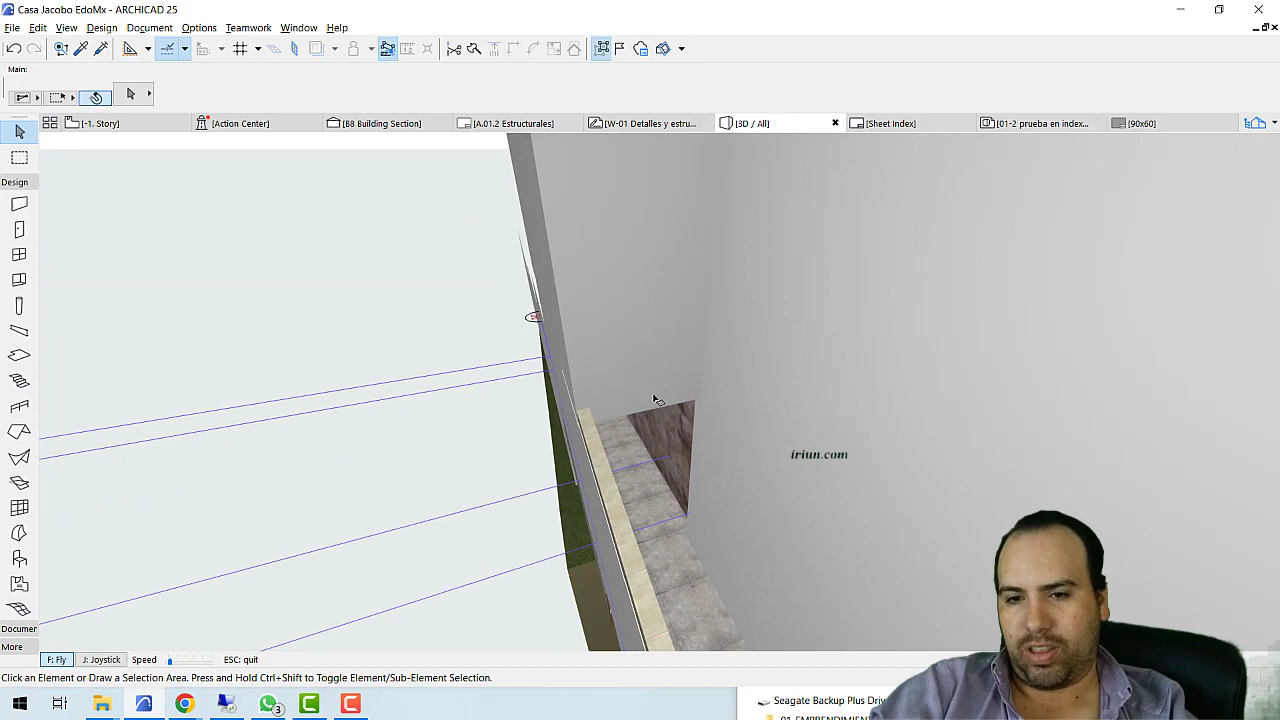 Casa Jacobo EdoMx - ARCHICAD 25
File Edit View Design Document Options Teamwork Window Help
Main:
[-1. Story] [Action Center] [B8 Building Section] [A.01.2 Estructurales] [W-01 Detalles y estru... [3D / All] [Sheet Index] [01-2 prueba en index... [90x60]
Design
iriun.com
Documen
More
F: Fly J: Joystick Speed ESC: quit
Click an Element or Draw a Selection Area. Press and Hold Ctrl+Shift to Toggle Element/Sub-Element Selection.
3
Seagate Backup Plus Driv
01-EMPRENDIMIENT